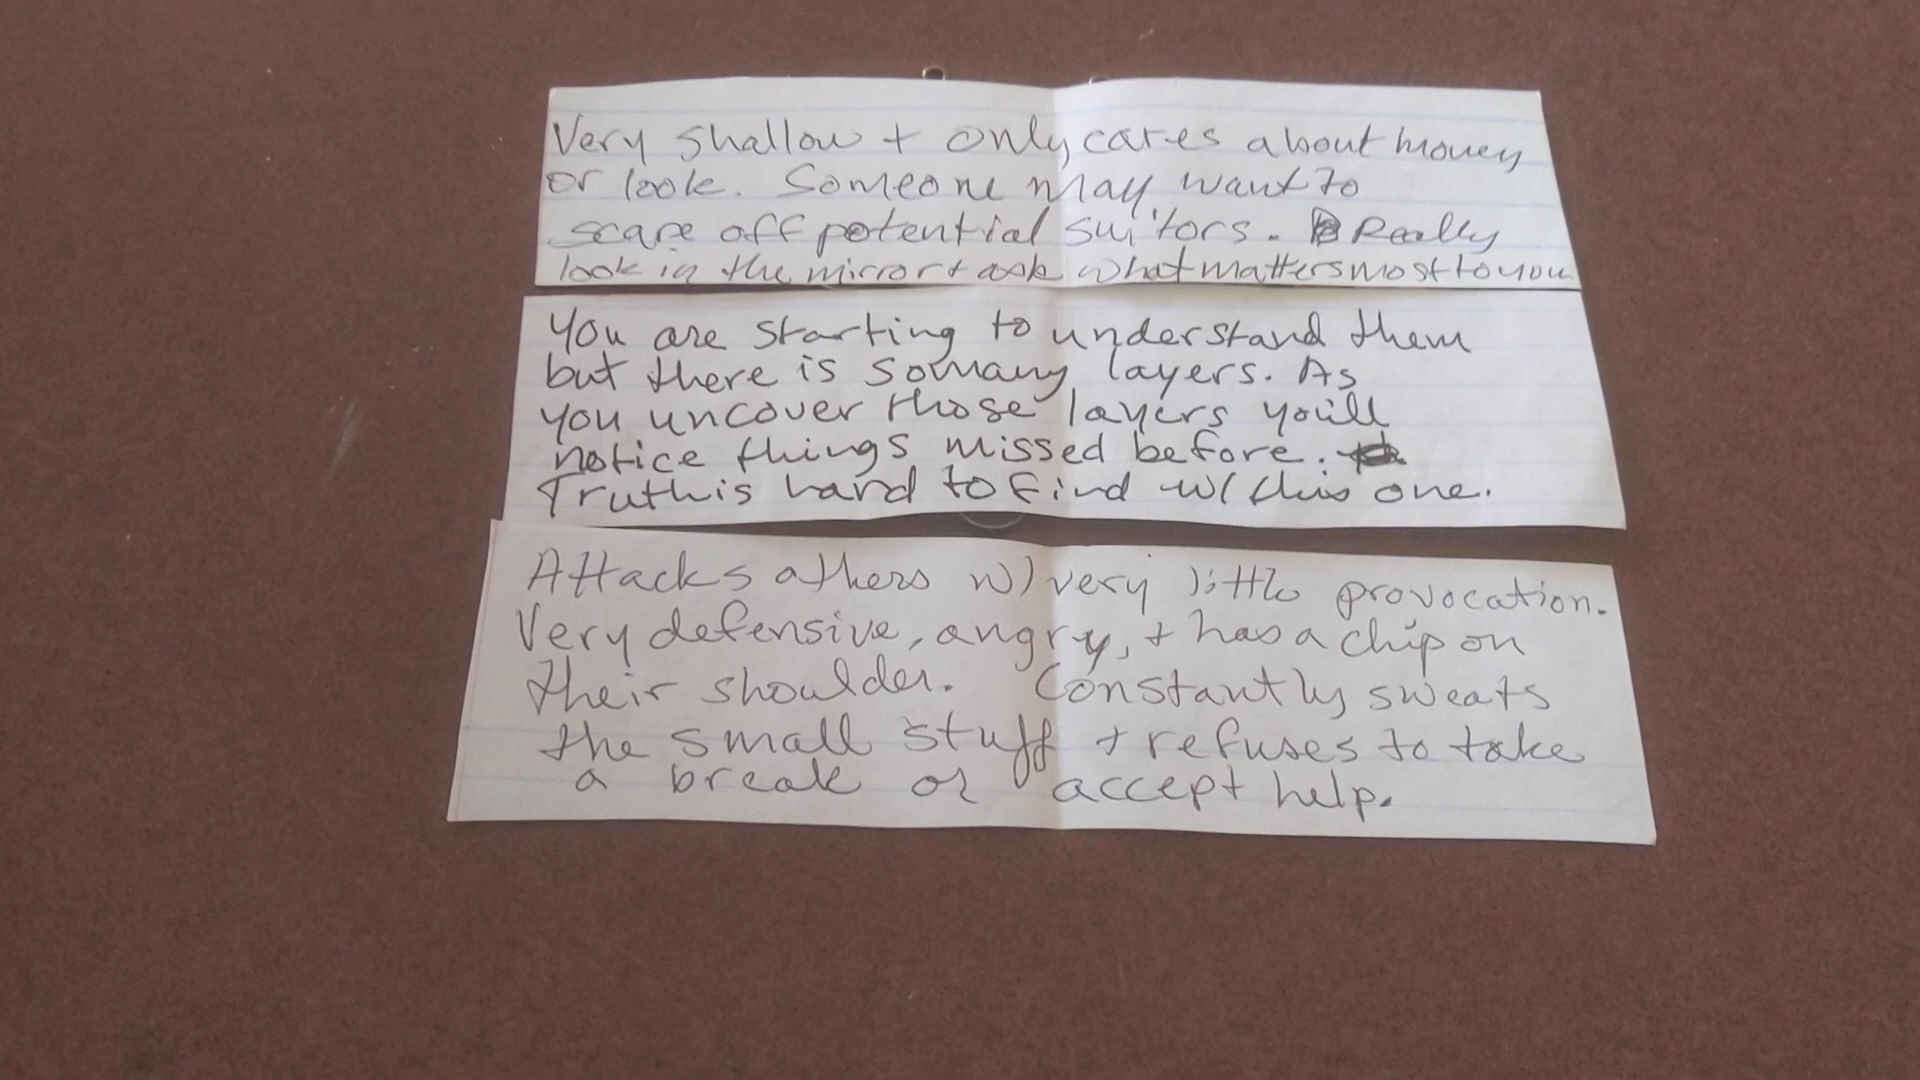 Very shallow + only cares about money
or look. Someone may want to
scare off potential suitors. Really
look in the mirror + ask what matters most to you
You are starting to understand them
but there is so many layers. As
you uncover those layers you'll
notice things missed before.
Truth is hard to find w/ this one.
Attacks others w/ very little provocation.
Very defensive, angry, + has a chip on
their shoulder. Constantly sweats
the small stuff + refuses to take
a break or accept help.